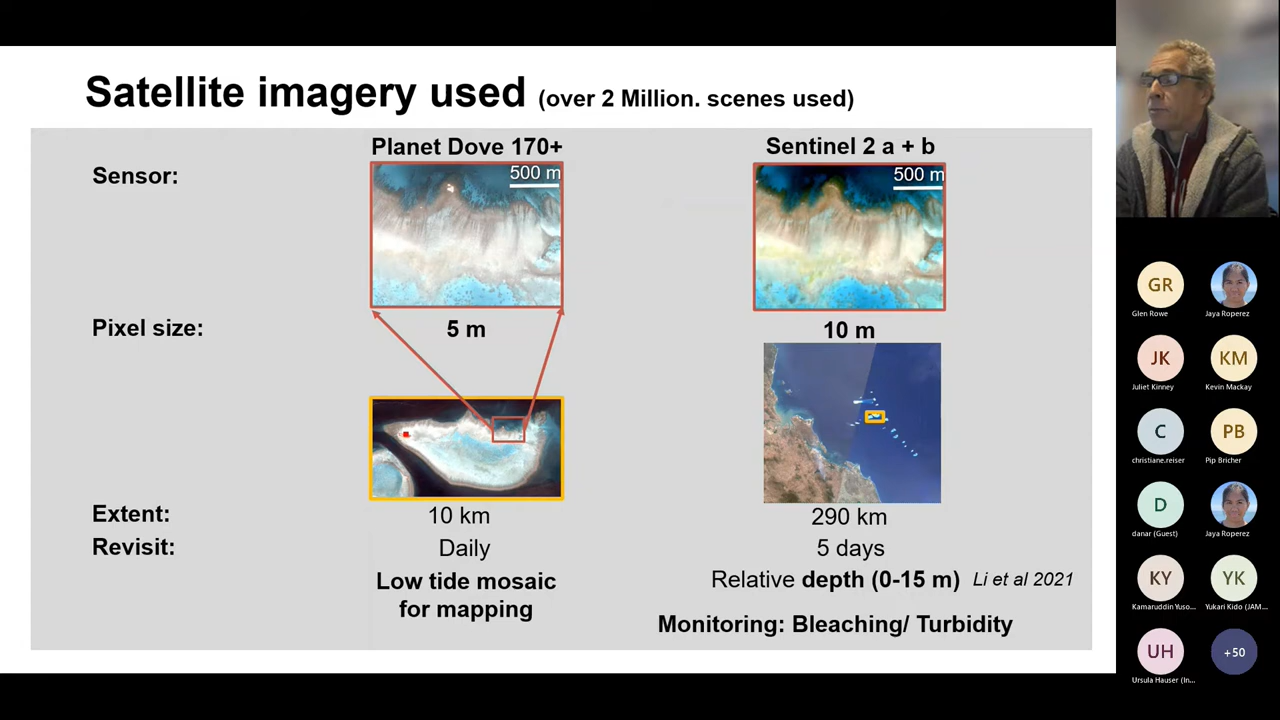 Satellite imagery used (over 2 Million. scenes used)
Planet Dove 170+
Sentinel 2 a + b
Sensor:
500 m
500 m
Pixel size:
5 m
10 m
Extent:
10 km
290 km
Revisit:
Daily
5 days
Low tide mosaic
for mapping
Relative depth (0-15 m) Li et al 2021
Monitoring: Bleaching/ Turbidity
GR
Glen Rowe
Jaya Roperez
JK
Juliet Kinney
KM
Kevin Mackay
C
christiane.reiser
PB
Pip Bricher
D
danar (Guest)
Jaya Roperez
KY
Kamaruddin Yuso...
YK
Yukari Kido (JAM...
UH
Ursula Hauser (In...
+50